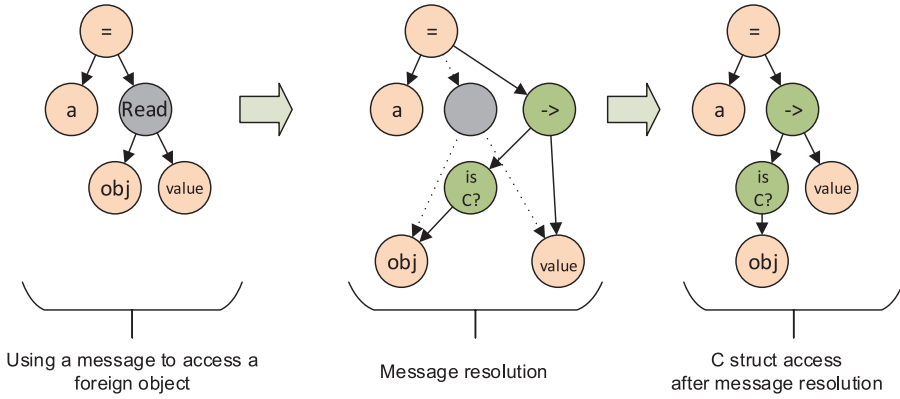 =
a
Read
obj
value
=
a
->
is
C?
obj
value
=
a
->
is
C?
value
obj
Using a message to access a
foreign object
Message resolution
C struct access
after message resolution